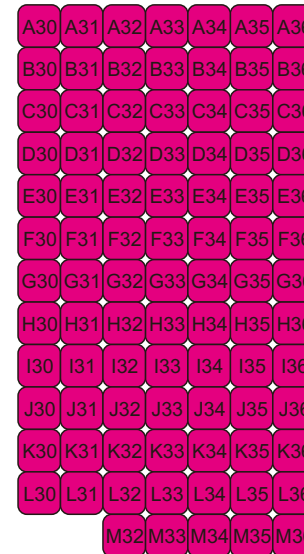 A30 A31 A32 A33 A34 A35
B30 B31 B32 B33 B34 B35
C30 C31 C32 C33 C34 C35
D30 D31 D32 D33 D34 D35
E30 E31 E32 E33 E34 E35
F30 F31 F32 F33 F34 F35
G30 G31 G32 G33 G34 G35
H30 H31 H32 H33 H34 H35
I30 I31 I32 I33 I34 I35 I36
J30 J31 J32 J33 J34 J35 J36
K30 K31 K32 K33 K34 K35
L30 L31 L32 L33 L34 L35 L36
M32 M33 M34 M35